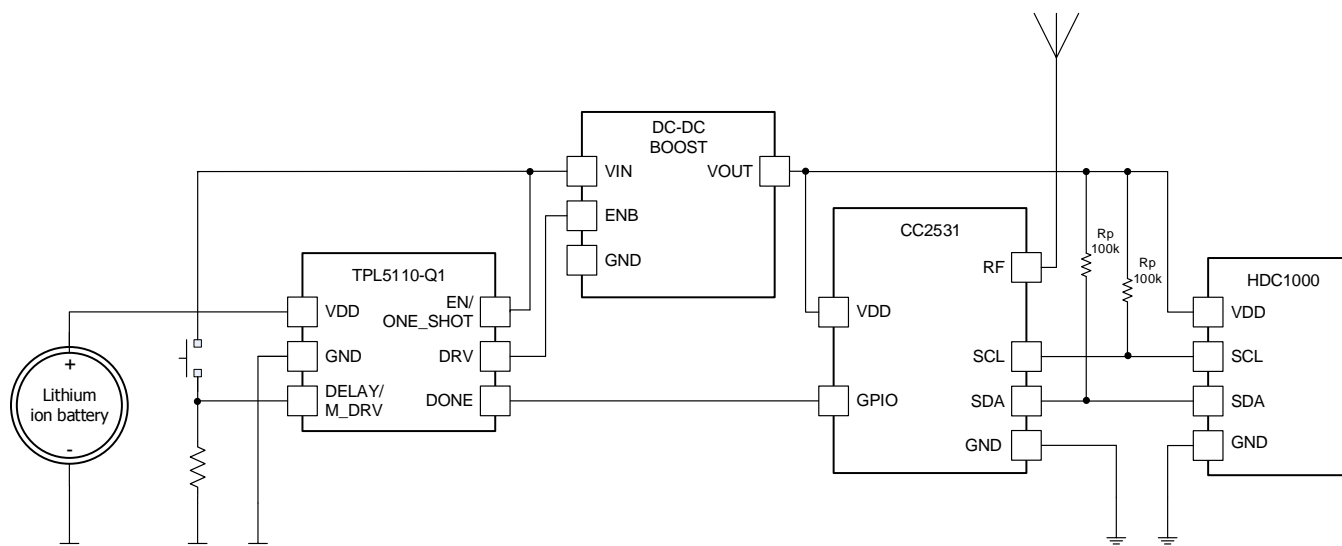 DC-DC
BOOST
VIN
VOUT
ENB
GND
CC2531
RF
VDD
SCL
GPIO
SDA
GND
Rp
100k
Rp
100k
HDC1000
VDD
SCL
SDA
GND
TPL5110-Q1
VDD
EN/
ONE_SHOT
GND
DRV
DELAY/
M_DRV
DONE
+
Lithium
ion battery
-